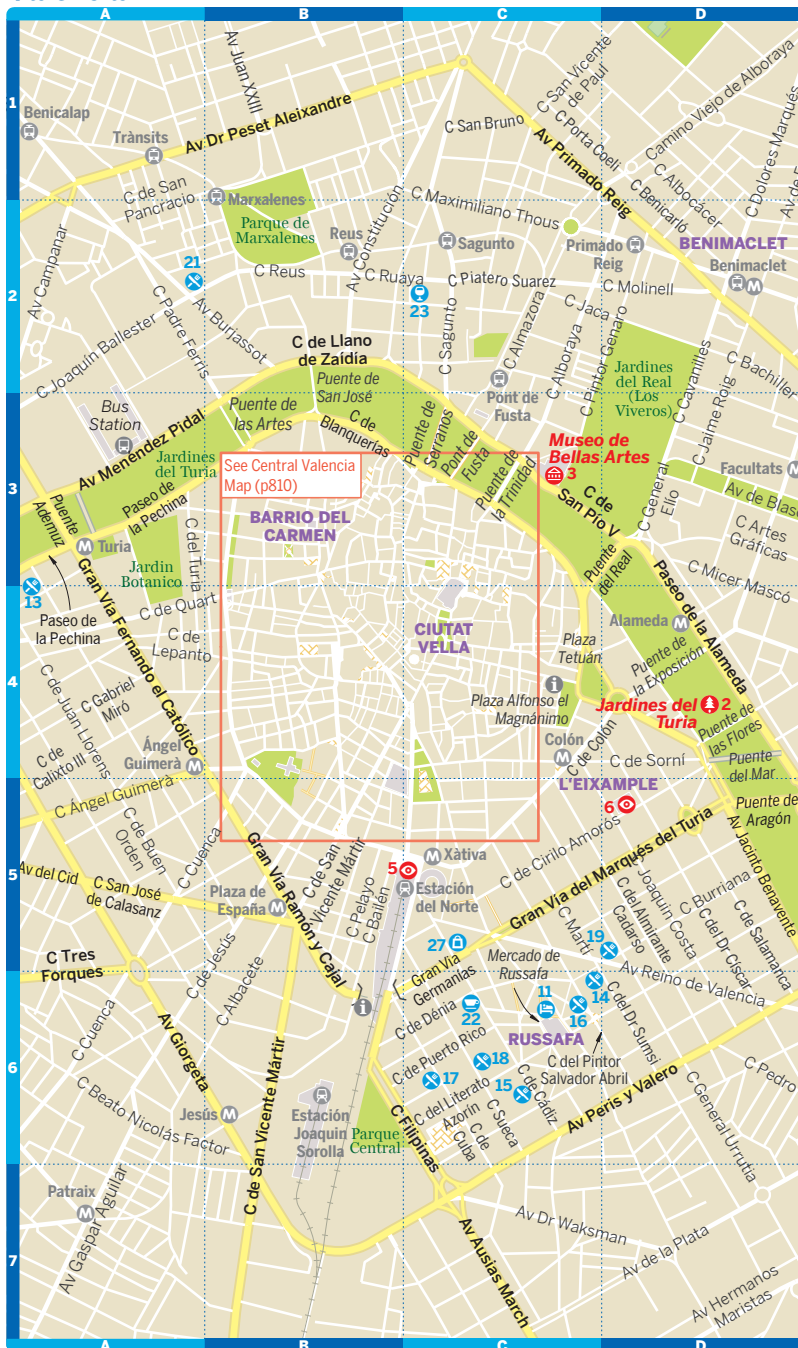 A
B
C
D
1
Av Juan XXIII
C San Vicente
de Paul
Camino Viejo de Alboraya
Benicalap
Trànsits
Av Dr Peset Aleixandre
C San Bruno
C Porta Coeli
Av Primado Reig
C Benicarló
C Albocácer
C Dolores Marqués
C de San
Pancracio
Marxalenes
Parque de
Marxalenes
Reus
Av Constitución
C Maximiliano Thous
Sagunto
Primado
Reig
BENIMACLET
Benimaclet
2
Av Campanar
21
C Reus
C Ruaya
23
C Sagunto
C Piatero Suarez
C Molinell
C Jaca
C Joaquín Ballester
C Padre Ferris
Av Burjassot
C de Llano
de Zaídia
C Almazora
C Alboraya
C Pintor Genaro
Jardines
del Real
(Los
Viveros)
C Cavanilles
C Bachiller
C Jaime Roig
Bus
Station
Puente de
San José
Puente de
las Artes
C de
Blanquerías
Pont de
Fusta
Av Menéndez Pidal
Jardines
del Turia
Puente de
Serranos
Pont de
Fusta
Puente de
la Trinidad
Museo de
Bellas Artes
3
3
See Central Valencia
Map (p810)
C de
San Pío V
C General
Elío
Facultats
Av de Blasc
Puente
Ademuz
Paseo de
la Pechina
BARRIO DEL
CARMEN
C Artes
Gráficas
Turia
Jardín
Botanico
C del Turia
Puente
del Real
C Micer Mascó
13
Paseo de
la Pechina
C de Quart
C de
Lepanto
Gran Vía Fernando el Católico
CIUTAT
VELLA
Plaza
Tetuán
Alameda
Paseo de la Alameda
Puente de
la Exposición
4
C de Juan Llorens
C Gabriel
Miró
Plaza Alfonso el
Magnánimo
Jardines del
Turia
2
Puente de
las Flores
C de
Calixto III
Ángel
Guimerà
Colón
C de Colón
C de Sorní
Puente
del Mar
L'EIXAMPLE
6
C Ángel Guimerà
Puente de
Aragón
C de Buen
Orden
C Cuenca
5
Av del Cid
C San José
de Calasanz
Plaza de
España
Gran Vía Ramón y Cajal
C de San
Vicente Mártir
C Pelayo
C Bailén
5
Xàtiva
Estación
del Norte
C de Cirilo Amorós
Gran Vía del Marqués del Turia
Av Jacinto Benavente
C Joaquín Costa
C Burriana
C del Almirante
Cadarso
C del Dr Císcar
C de Salamanca
C Martí
19
27
Gran Vía
Germanías
Mercado de
Russafa
Av Reino de Valencia
C Tres
Forques
C de Jesús
C Albacete
14
11
16
C de Dénia
22
RUSSAFA
C del Dr Sumsi
6
C Cuenca
Av Giorgeta
C de Puerto Rico
18
17
C del Pintor
Salvador Abril
15
C de Cádiz
C del Literato
Azorín
C Sueca
C de
Cuba
Av Peris y Valero
C Pedro
C General Urrutia
C Beato Nicolás Factor
Jesús
C de San Vicente Mártir
Estación
Joaquín
Sorolla
Parque
Central
C Filipinas
Patraix
Av Gaspar Aguilar
7
Av Ausias March
Av Dr Waksman
Av de la Plata
Av Hermanos
Maristas
A
B
C
D